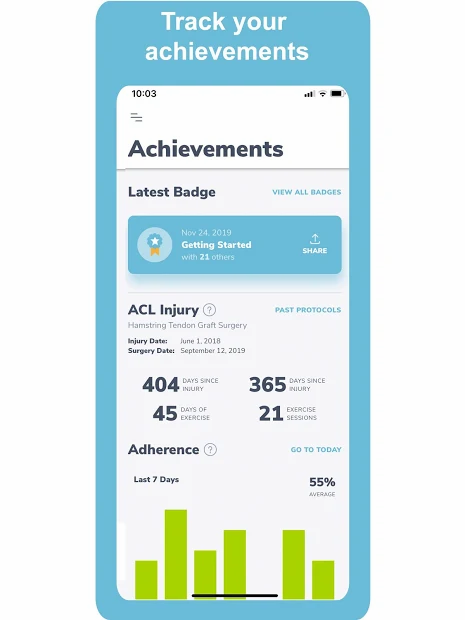 Track your
achievements
10:03
Achievements
Latest Badge
VIEW ALL BADGES
Nov 24, 2019
Getting Started
with 21 others
SHARE
ACL Injury ?
PAST PROTOCOLS
Hamstring Tendon Graft Surgery
Injury Date: June 1, 2018
Surgery Date: September 12, 2019
404 DAYS SINCE INJURY
365 DAYS SINCE INJURY
45 DAYS OF EXERCISE
21 EXERCISE SESSIONS
Adherence ?
GO TO TODAY
Last 7 Days
55%
AVERAGE